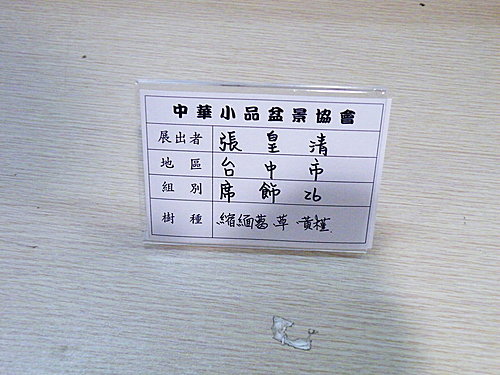 中華小品盆景協會
展出者 張皇清
地區 台中市
組別 席飾 26
樹種 縮緬葛 草 黃槿